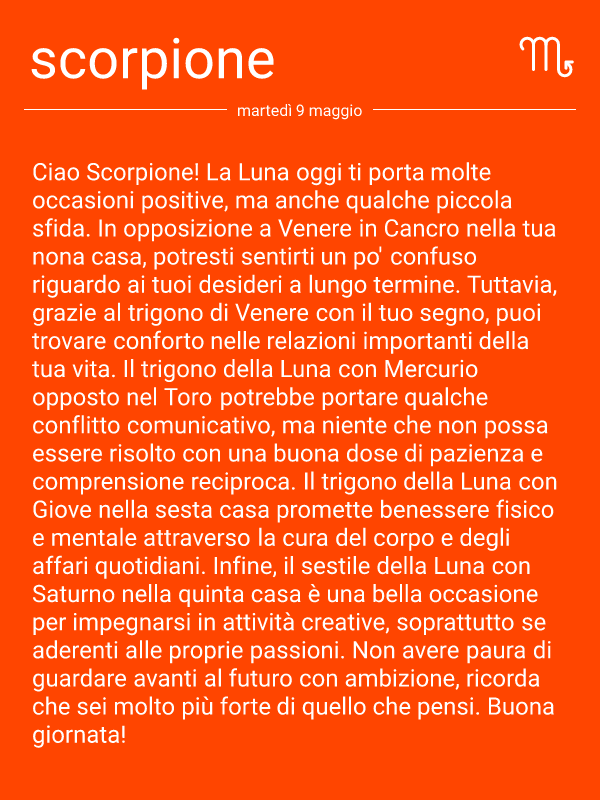 scorpione
martedì 9 maggio
Ciao Scorpione! La Luna oggi ti porta molte
occasioni positive, ma anche qualche piccola
sfida. In opposizione a Venere in Cancro nella tua
nona casa, potresti sentirti un po' confuso
riguardo ai tuoi desideri a lungo termine. Tuttavia,
grazie al trigono di Venere con il tuo segno, puoi
trovare conforto nelle relazioni importanti della
tua vita. Il trigono della Luna con Mercurio
opposto nel Toro potrebbe portare qualche
conflitto comunicativo, ma niente che non possa
essere risolto con una buona dose di pazienza e
comprensione reciproca. Il trigono della Luna con
Giove nella sesta casa promette benessere fisico
e mentale attraverso la cura del corpo e degli
affari quotidiani. Infine, il sestile della Luna con
Saturno nella quinta casa è una bella occasione
per impegnarsi in attività creative, soprattutto se
aderenti alle proprie passioni. Non avere paura di
guardare avanti al futuro con ambizione, ricorda
che sei molto più forte di quello che pensi. Buona
giornata!